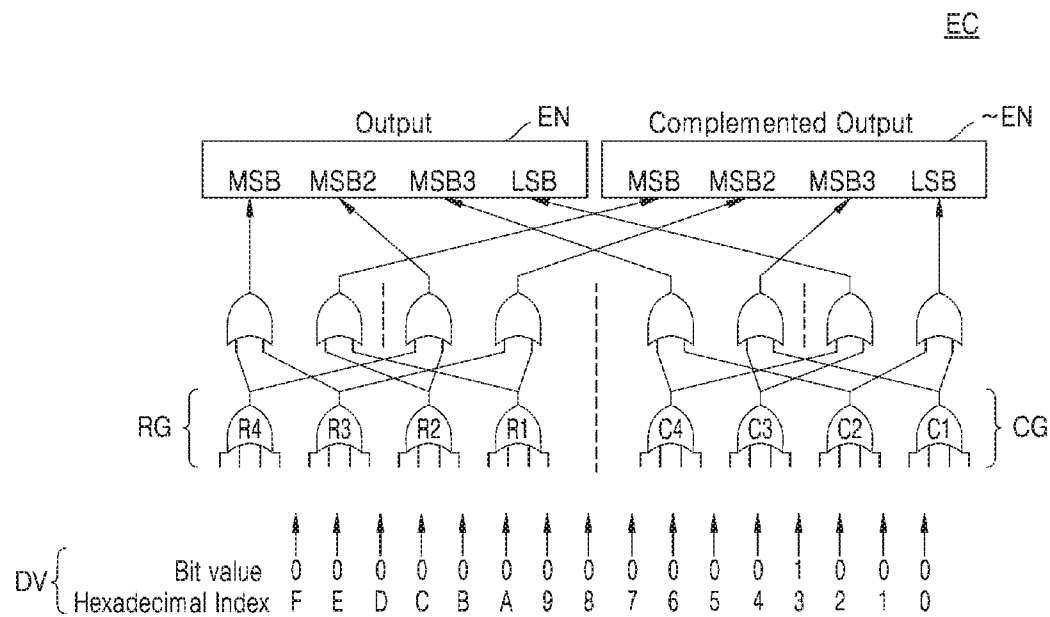 EC
Output EN Complemented Output ~EN
MSB MSB2 MSB3 LSB MSB MSB2 MSB3 LSB
RG R4 R3 R2 R1 C4 C3 C2 C1 CG
DV
Bit value 0 0 0 0 0 0 0 0 0 0 0 0 1 0 0 0
Hexadecimal Index F E D C B A 9 8 7 6 5 4 3 2 1 0